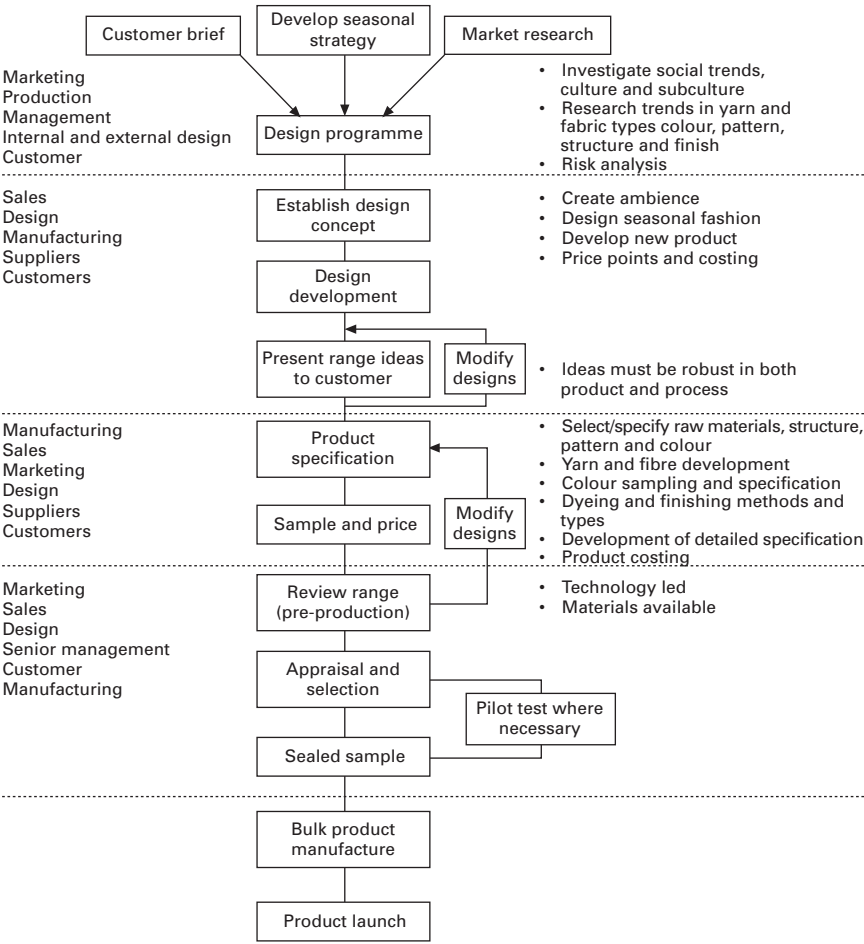 Customer brief
Develop seasonal
strategy
Market research
Marketing
Production
Management
Internal and external design
Customer
Design programme
• Investigate social trends,
culture and subculture
• Research trends in yarn and
fabric types colour, pattern,
structure and finish
• Risk analysis
Sales
Design
Manufacturing
Suppliers
Customers
Establish design
concept
Design
development
Present range ideas
to customer
Modify
designs
• Create ambience
• Design seasonal fashion
• Develop new product
• Price points and costing
• Ideas must be robust in both
product and process
Manufacturing
Sales
Marketing
Design
Suppliers
Customers
Product
specification
Sample and price
Modify
designs
• Select/specify raw materials, structure,
pattern and colour
• Yarn and fibre development
• Colour sampling and specification
• Dyeing and finishing methods and
types
• Development of detailed specification
• Product costing
Marketing
Sales
Design
Senior management
Customer
Manufacturing
Review range
(pre-production)
• Technology led
• Materials available
Appraisal and
selection
Pilot test where
necessary
Sealed sample
Bulk product
manufacture
Product launch